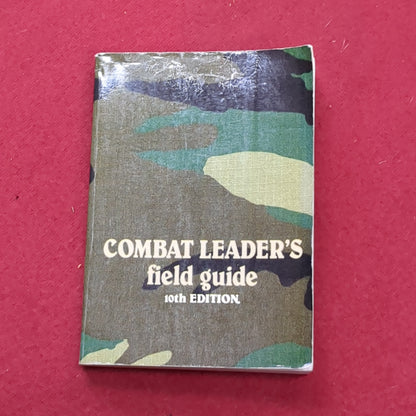 COMBAT LEADER'S
field guide
10th EDITION.